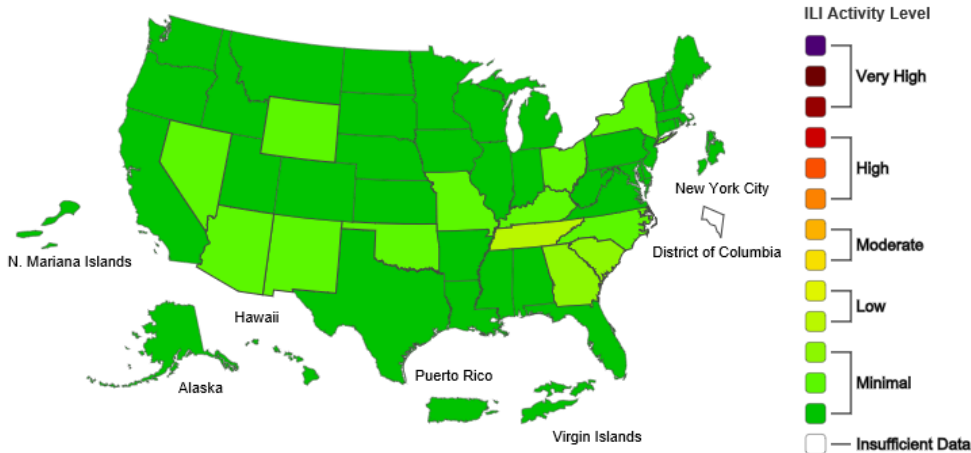 ILI Activity Level
Very High
High
Moderate
Low
Minimal
Insufficient Data
New York City
District of Columbia
N. Mariana Islands
Hawaii
Alaska
Puerto Rico
Virgin Islands